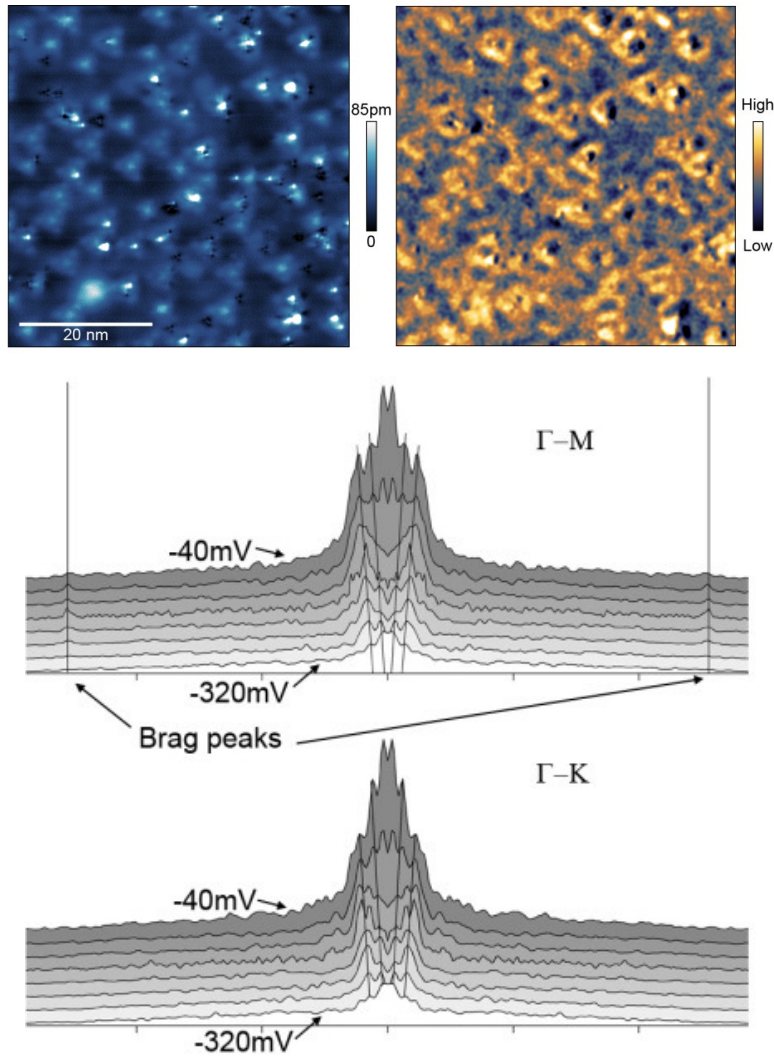 85pm
0
20 nm
High
Low
Γ–M
-40mV
-320mV
Brag peaks
Γ–K
-40mV
-320mV